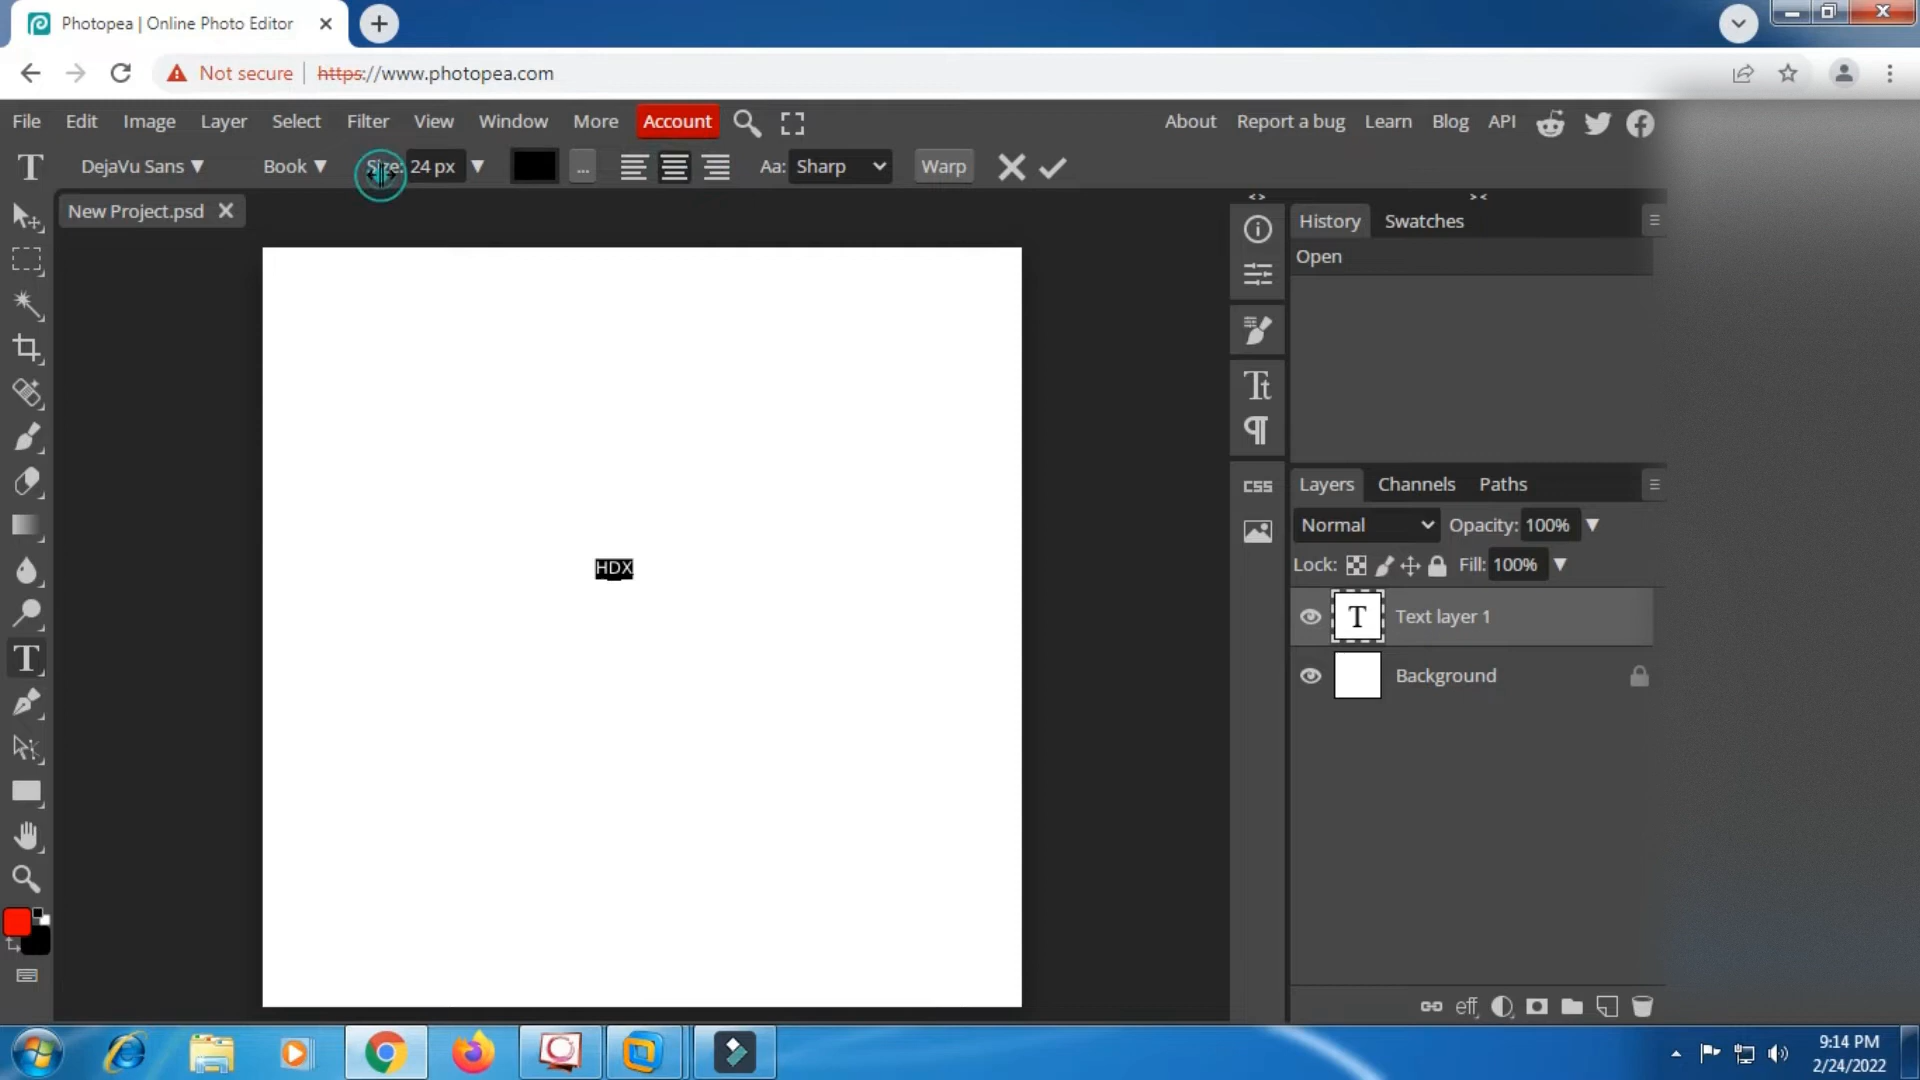 Photopea | Online Photo Editor
Not secure https://www.photopea.com
File Edit Image Layer Select Filter View Window More Account About Report a bug Learn Blog API
T DejaVu Sans Book Size: 24 px ... Aa: Sharp Warp
New Project.psd
History Swatches
Open
HDX
CSS
Layers Channels Paths
Normal Opacity: 100%
Lock: Fill: 100%
T Text layer 1
Background
eff
9:14 PM
2/24/2022